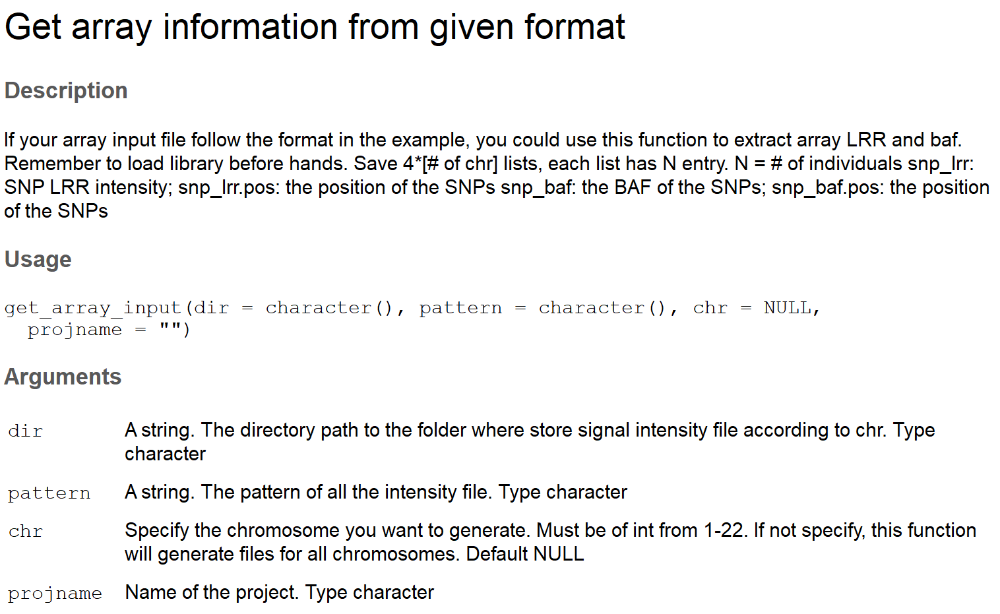 Get array information from given format
Description
If your array input file follow the format in the example, you could use this function to extract array LRR and baf.
Remember to load library before hands. Save 4*[# of chr] lists, each list has N entry. N = # of individuals snp_lrr:
SNP LRR intensity; snp_lrr.pos: the position of the SNPs snp_baf: the BAF of the SNPs; snp_baf.pos: the position
of the SNPs
Usage
get_array_input(dir = character(), pattern = character(), chr = NULL,
  projname = "")
Arguments
dir A string. The directory path to the folder where store signal intensity file according to chr. Type
character
pattern A string. The pattern of all the intensity file. Type character
chr Specify the chromosome you want to generate. Must be of int from 1-22. If not specify, this function
will generate files for all chromosomes. Default NULL
projname Name of the project. Type character